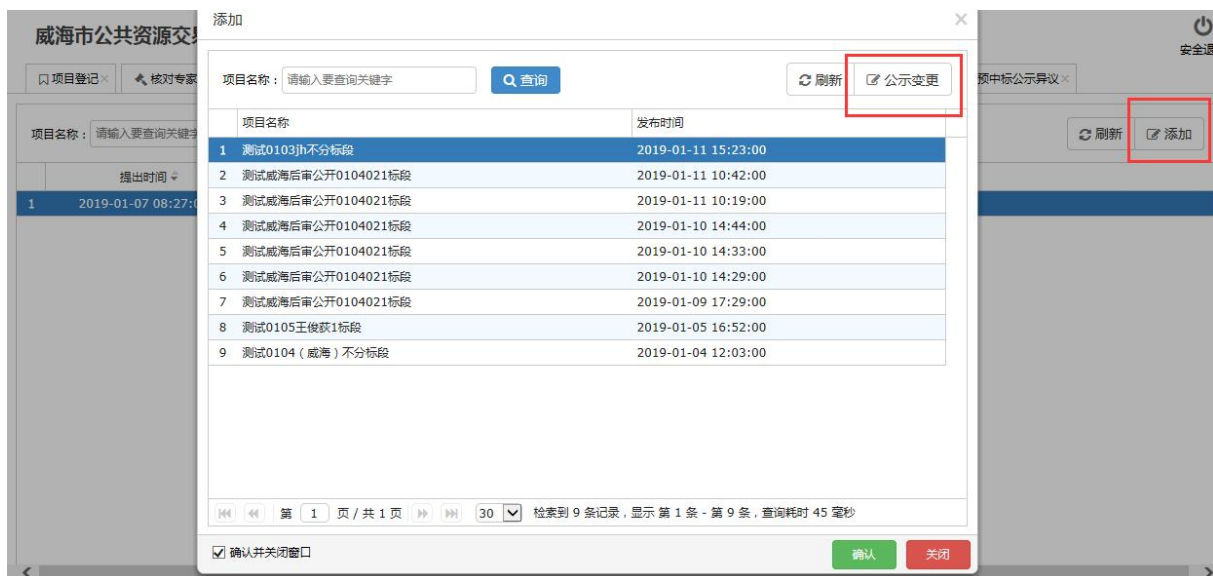 威海市公共资源交易
添加
安全退
项目登记
核对专家
预中标公示异议
项目名称： 请输入要查询关键字 查询 刷新 公示变更
项目名称： 请输入要查询关键字 刷新 添加
项目名称 发布时间
提出时间
1 测试0103jh不分标段 2019-01-11 15:23:00
2 测试威海后审公开0104021标段 2019-01-11 10:42:00
1 2019-01-07 08:27:0
3 测试威海后审公开0104021标段 2019-01-11 10:19:00
4 测试威海后审公开0104021标段 2019-01-10 14:44:00
5 测试威海后审公开0104021标段 2019-01-10 14:33:00
6 测试威海后审公开0104021标段 2019-01-10 14:29:00
7 测试威海后审公开0104021标段 2019-01-09 17:29:00
8 测试0105王俊荻1标段 2019-01-05 16:52:00
9 测试0104（威海）不分标段 2019-01-04 12:03:00
第 1 页/共1页 30 检索到 9 条记录，显示 第 1 条 - 第 9 条，查询耗时 45 毫秒
确认并关闭窗口 确认 关闭